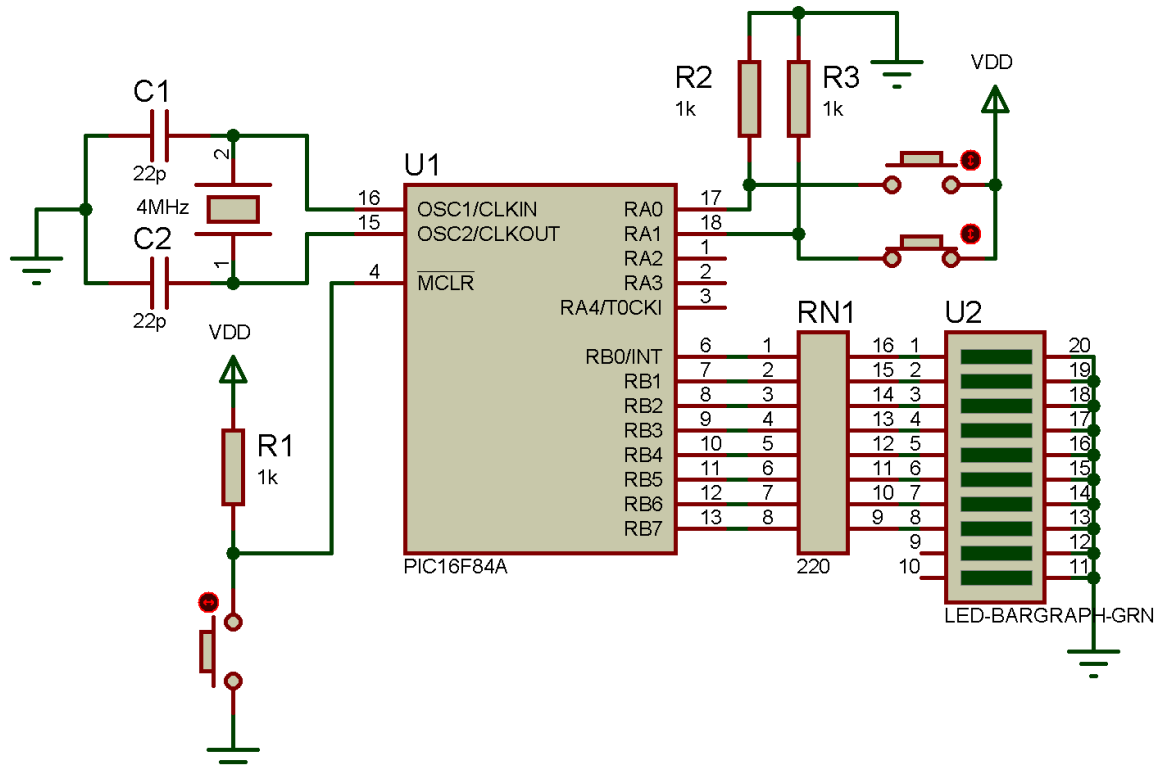 C1
22p
2
4MHz
1
C2
22p
VDD
R1
1k
U1
16
OSC1/CLKIN
15
OSC2/CLKOUT
4
MCLR
RA0
17
RA1
18
RA2
1
RA3
2
RA4/T0CKI
3
RB0/INT
6
RB1
7
RB2
8
RB3
9
RB4
10
RB5
11
RB6
12
RB7
13
PIC16F84A
R2
1k
R3
1k
VDD
RN1
1
16
2
15
3
14
4
13
5
12
6
11
7
10
8
9
220
U2
1
20
2
19
3
18
4
17
5
16
6
15
7
14
8
13
9
12
10
11
LED-BARGRAPH-GRN